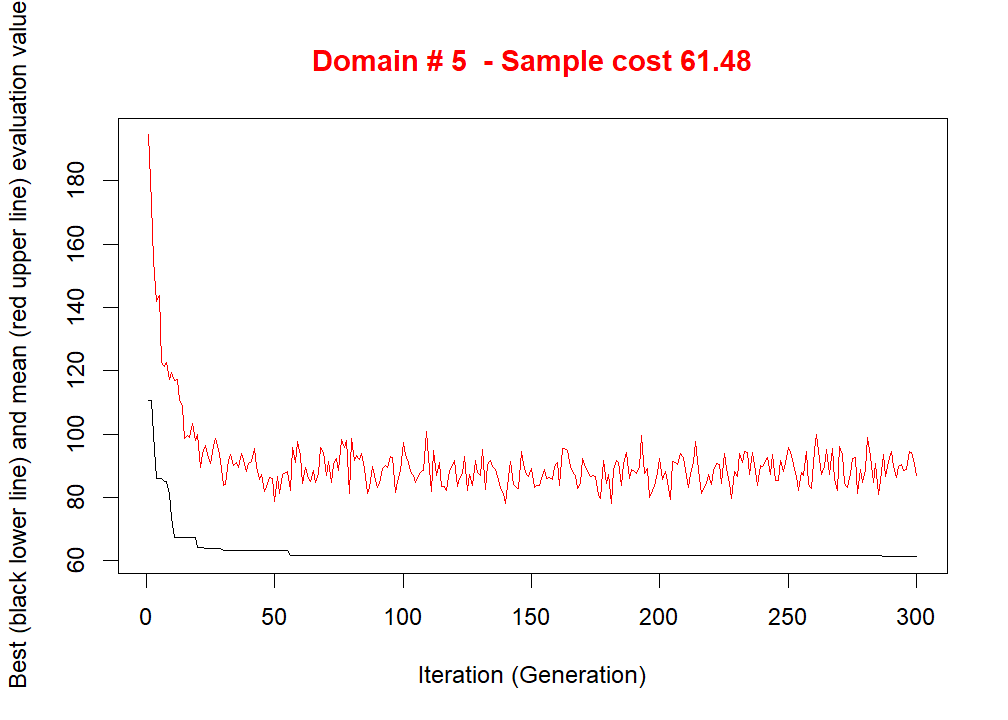 Domain # 5  - Sample cost 61.48
Best (black lower line) and mean (red upper line) evaluation value
180
160
140
120
100
80
60
0 50 100 150 200 250 300
Iteration (Generation)